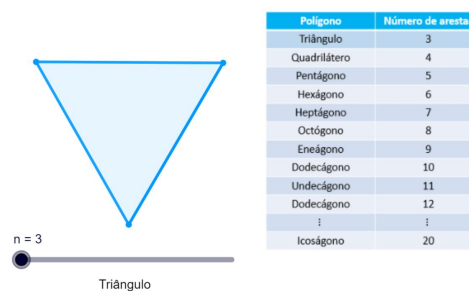 Polígono Número de aresta
Triângulo 3
Quadrilátero 4
Pentágono 5
Hexágono 6
Heptágono 7
Octógono 8
Eneágono 9
Dodecágono 10
Undecágono 11
Dodecágono 12
⋮ ⋮
Icoságono 20
n = 3
Triângulo